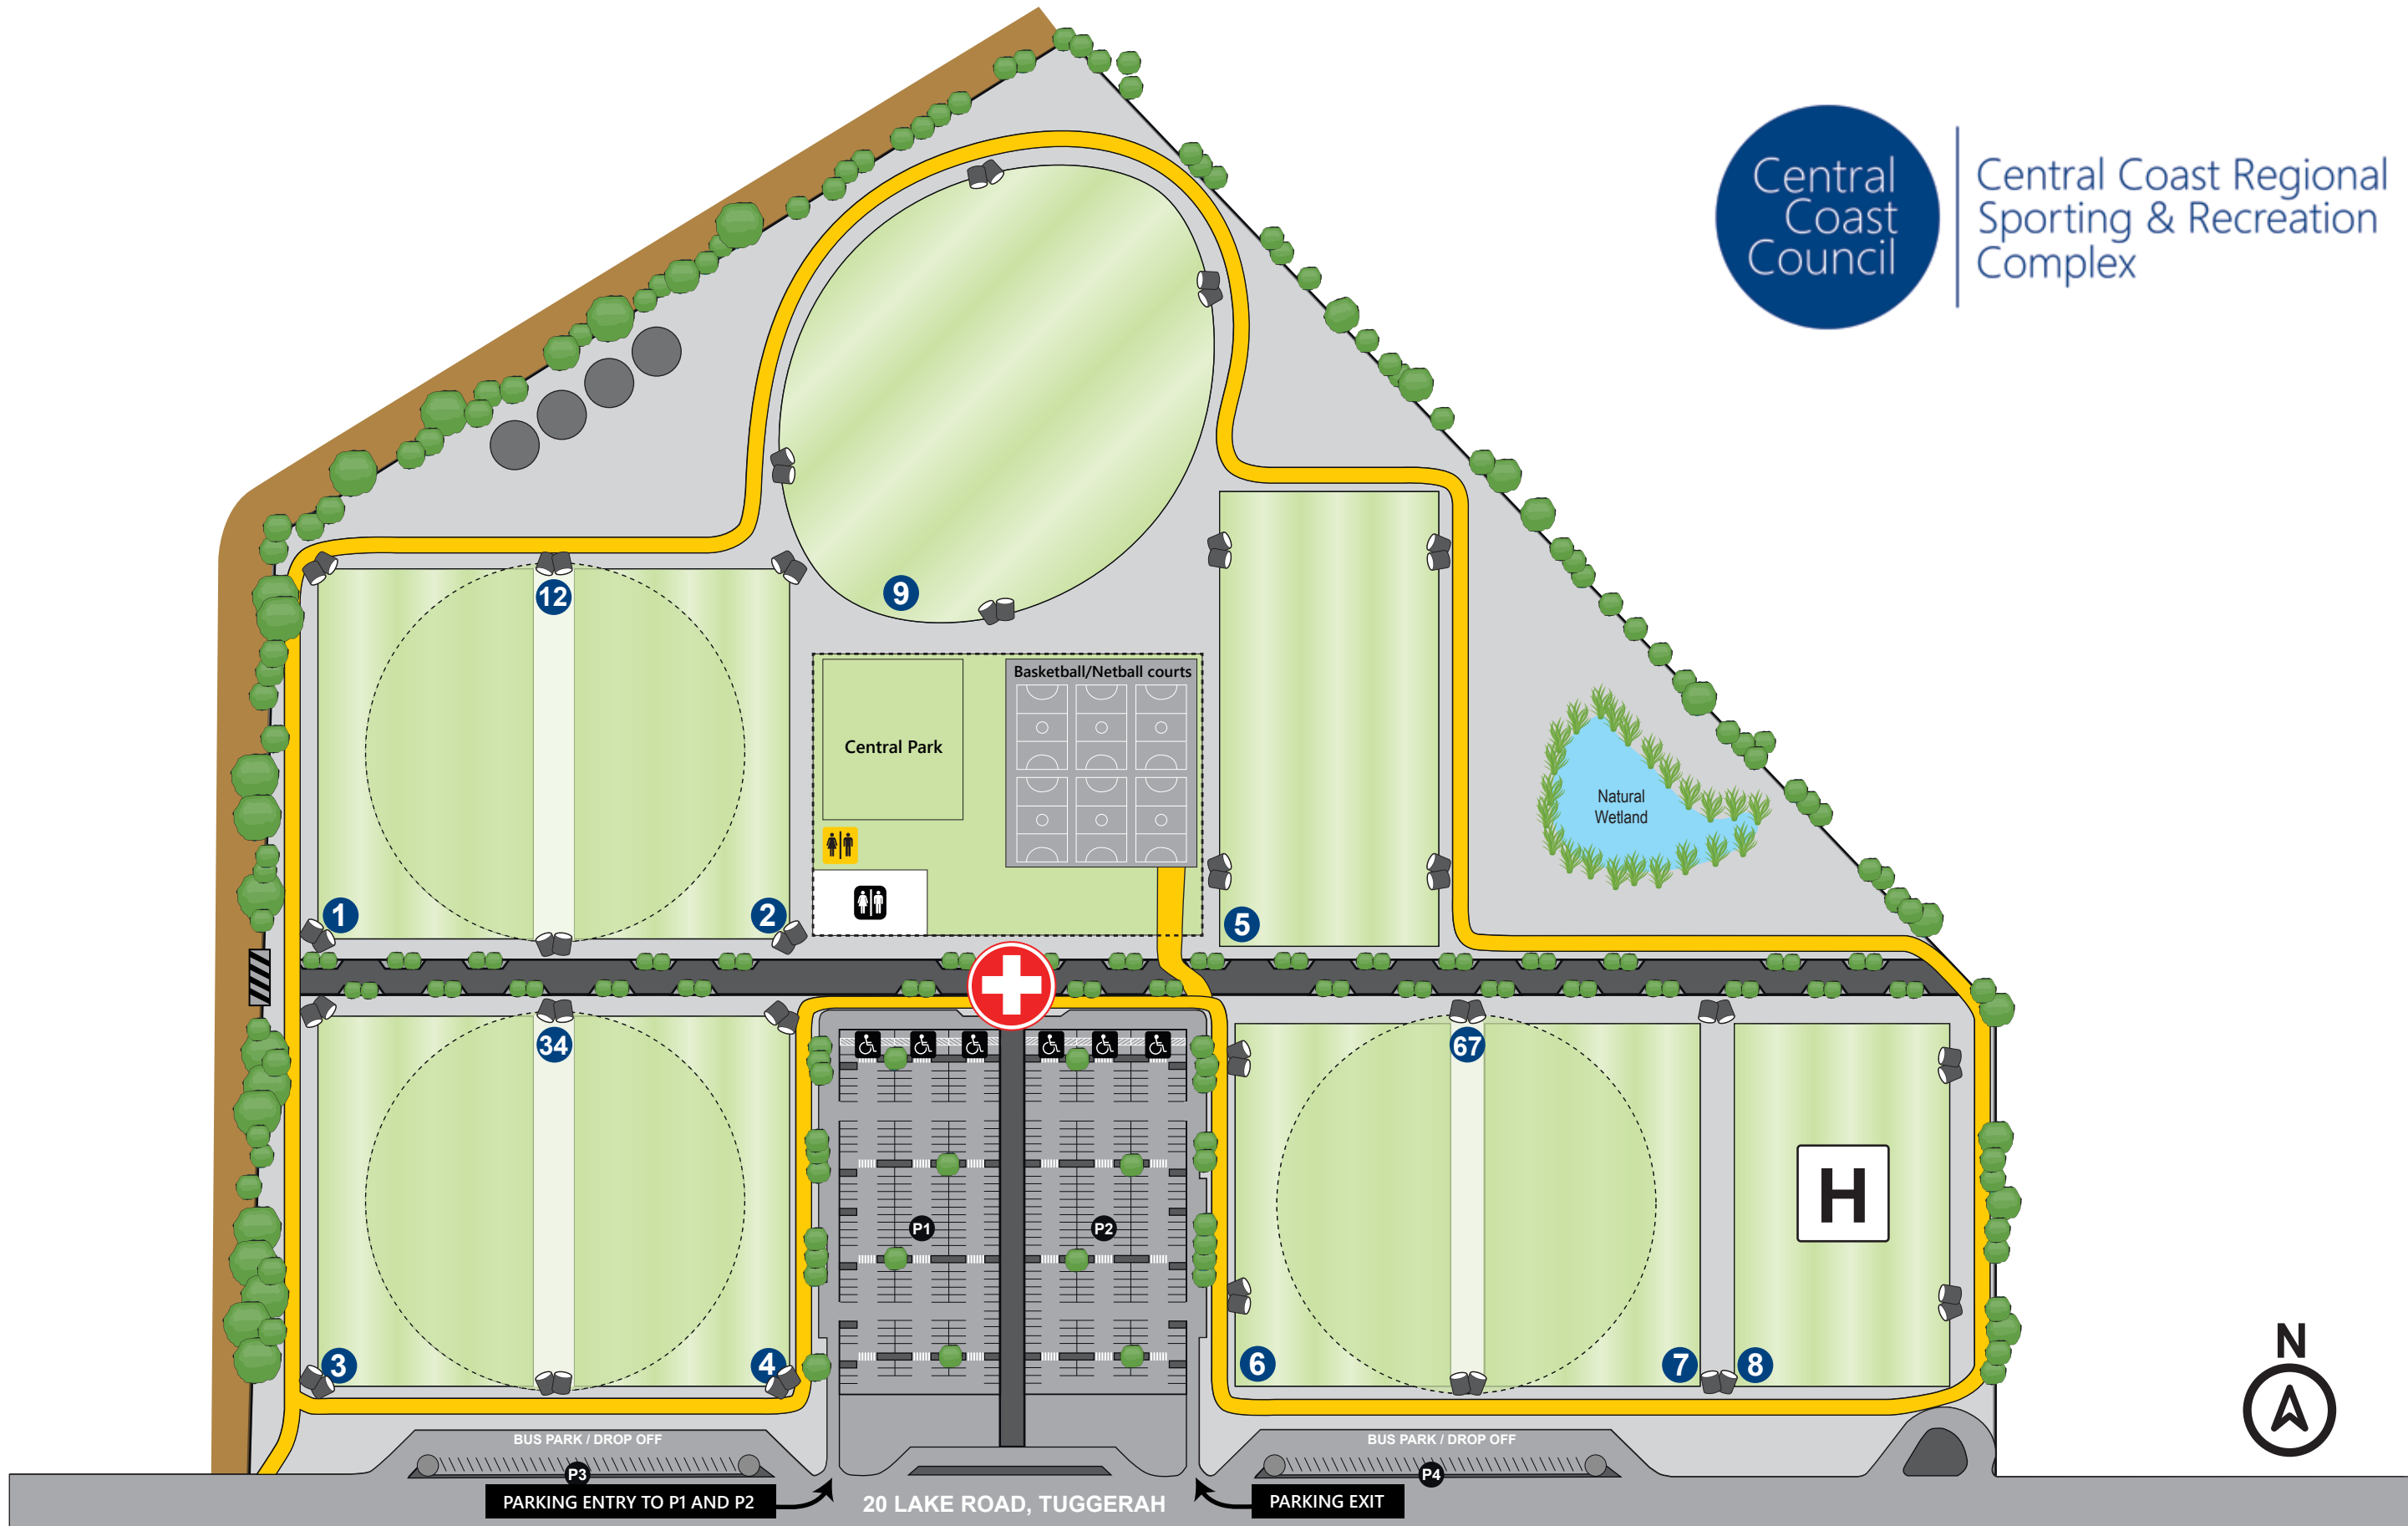 Central
Coast
Council
Central Coast Regional
Sporting & Recreation
Complex
12
9
Basketball/Netball courts
Central Park
Natural
Wetland
1
2
5
34
67
P1
P2
H
3
4
6
7
8
N
BUS PARK / DROP OFF
BUS PARK / DROP OFF
P3
P4
PARKING ENTRY TO P1 AND P2
20 LAKE ROAD, TUGGERAH
PARKING EXIT